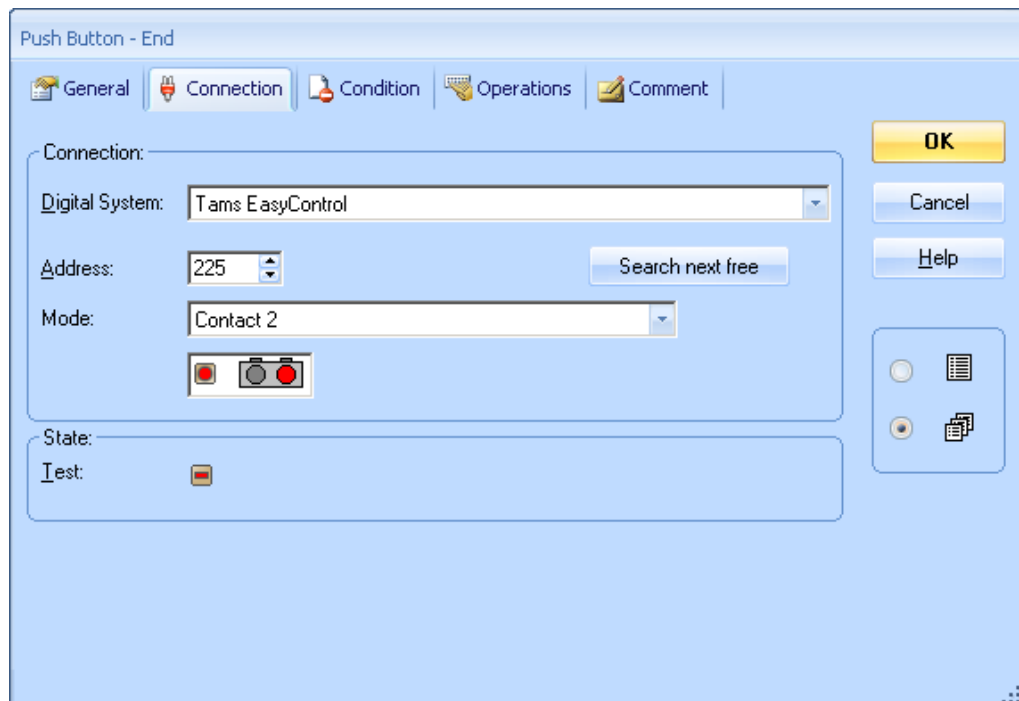 Push Button - End
General Connection Condition Operations Comment
Connection:
Digital System: Tams EasyControl
Address: 225 Search next free
Mode: Contact 2
State:
Test:
OK
Cancel
Help